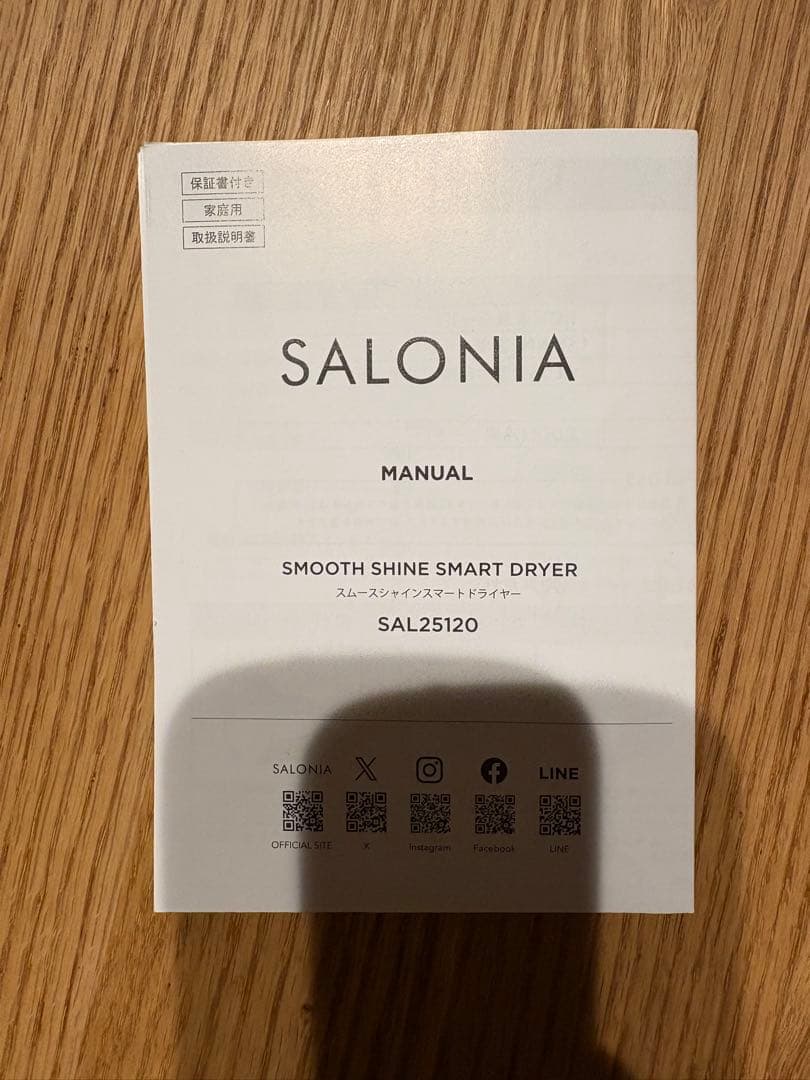 保証書付き
家庭用
取扱説明書
SALONIA
MANUAL
SMOOTH SHINE SMART DRYER
スムースシャインスマートドライヤー
SAL25120
SALONIA
LINE
OFFICIAL SITE
X
Instagram
Facebook
LINE